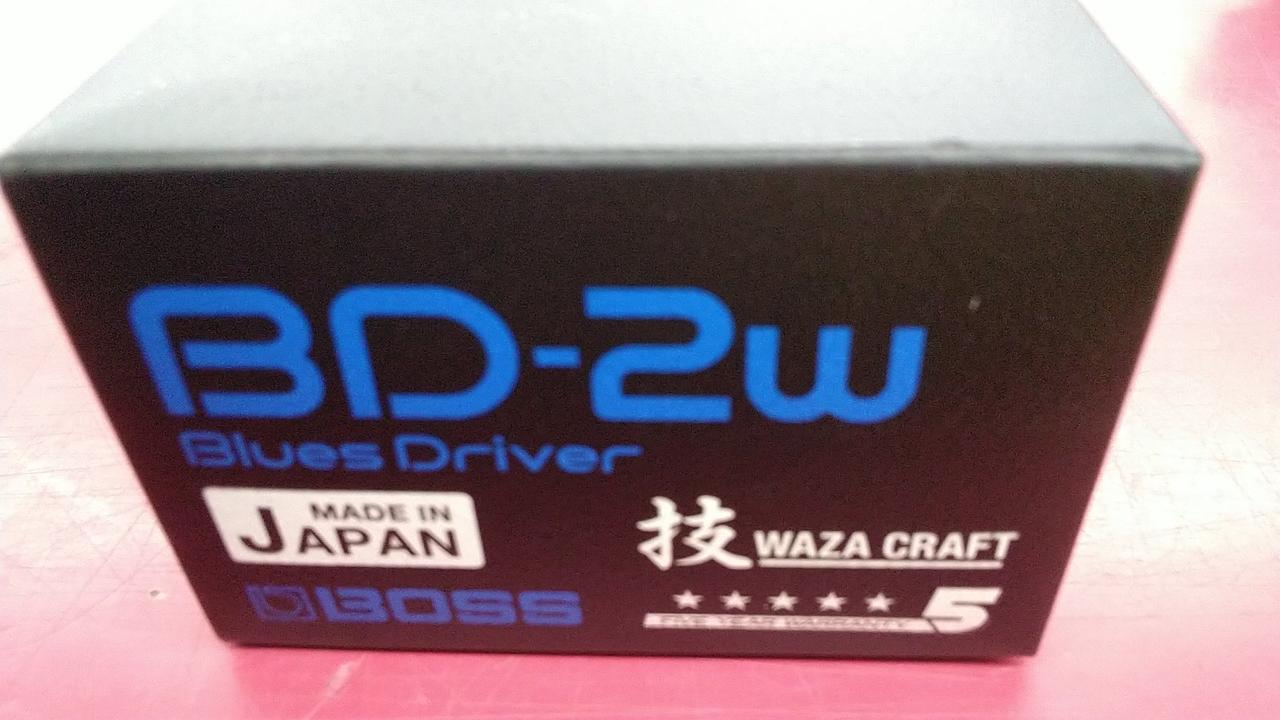 BD-2w
Blues Driver
MADE IN
JAPAN
技 WAZA CRAFT
BOSS
5
FIVE YEAR WARRANTY